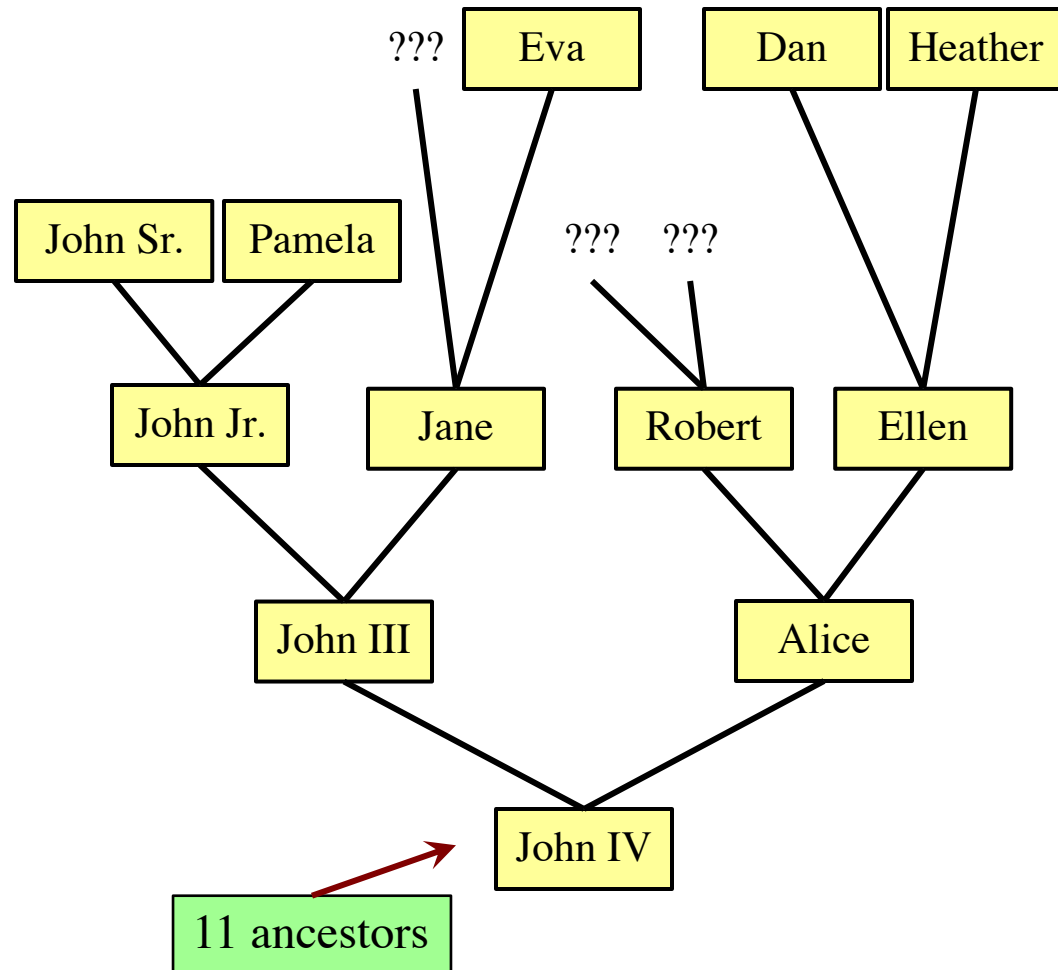 ??? Eva Dan Heather
John Sr. Pamela ??? ???
John Jr. Jane Robert Ellen
John III Alice
John IV
11 ancestors